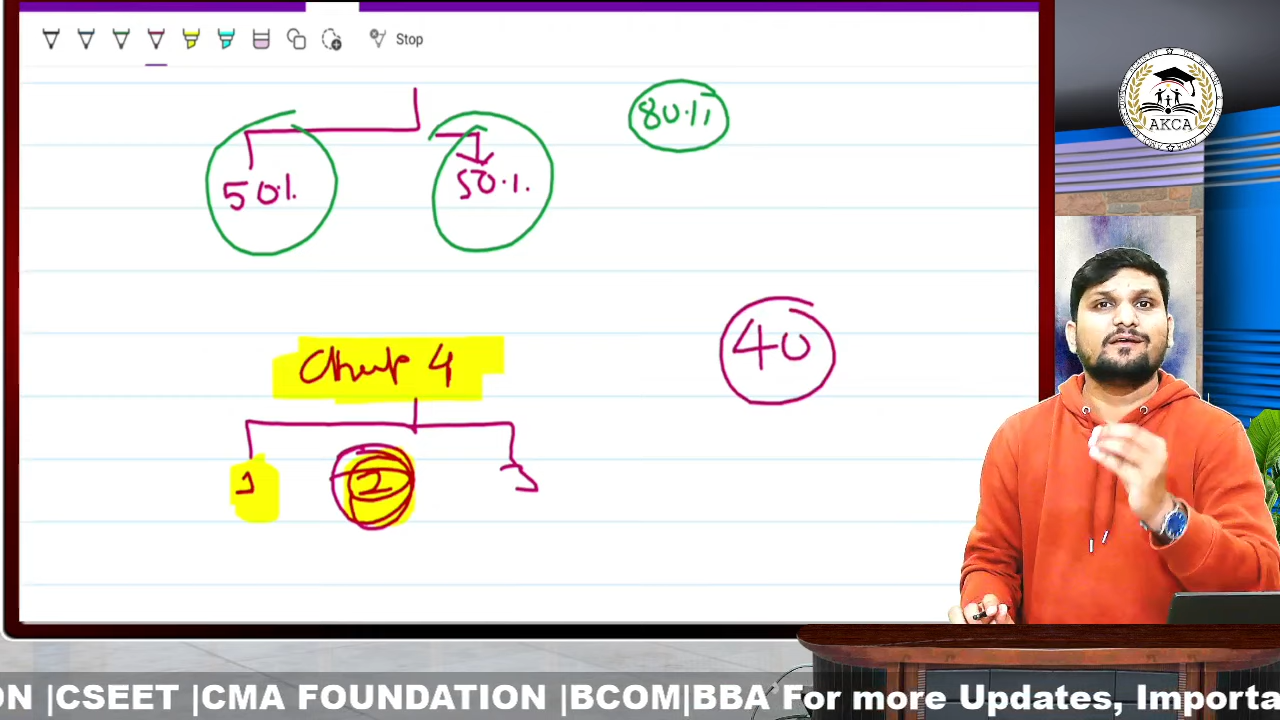 Stop
80%
50%
50%
40
Chap 4
1
2
3
AKCA
ON |CSEET |CMA FOUNDATION |BCOM|BBA For more Updates, Importa